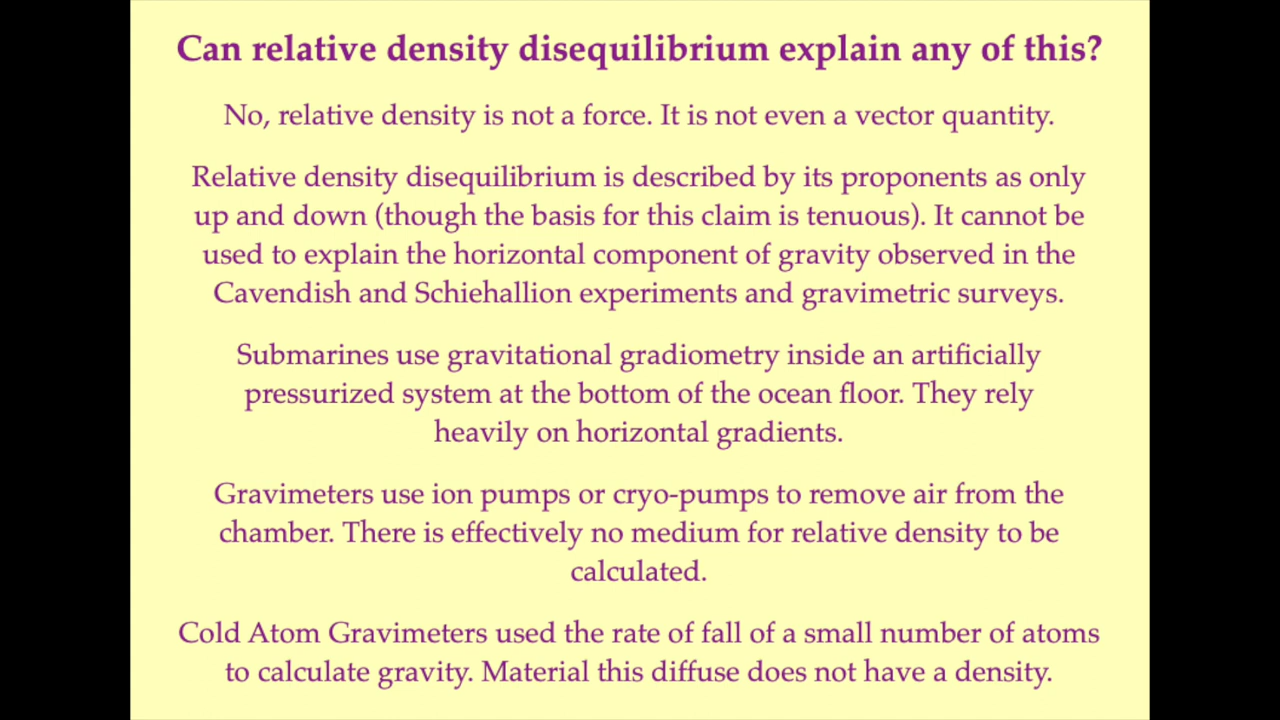 Can relative density disequilibrium explain any of this?
No, relative density is not a force. It is not even a vector quantity.
Relative density disequilibrium is described by its proponents as only
up and down (though the basis for this claim is tenuous). It cannot be
used to explain the horizontal component of gravity observed in the
Cavendish and Schiehallion experiments and gravimetric surveys.
Submarines use gravitational gradiometry inside an artificially
pressurized system at the bottom of the ocean floor. They rely
heavily on horizontal gradients.
Gravimeters use ion pumps or cryo-pumps to remove air from the
chamber. There is effectively no medium for relative density to be
calculated.
Cold Atom Gravimeters used the rate of fall of a small number of atoms
to calculate gravity. Material this diffuse does not have a density.